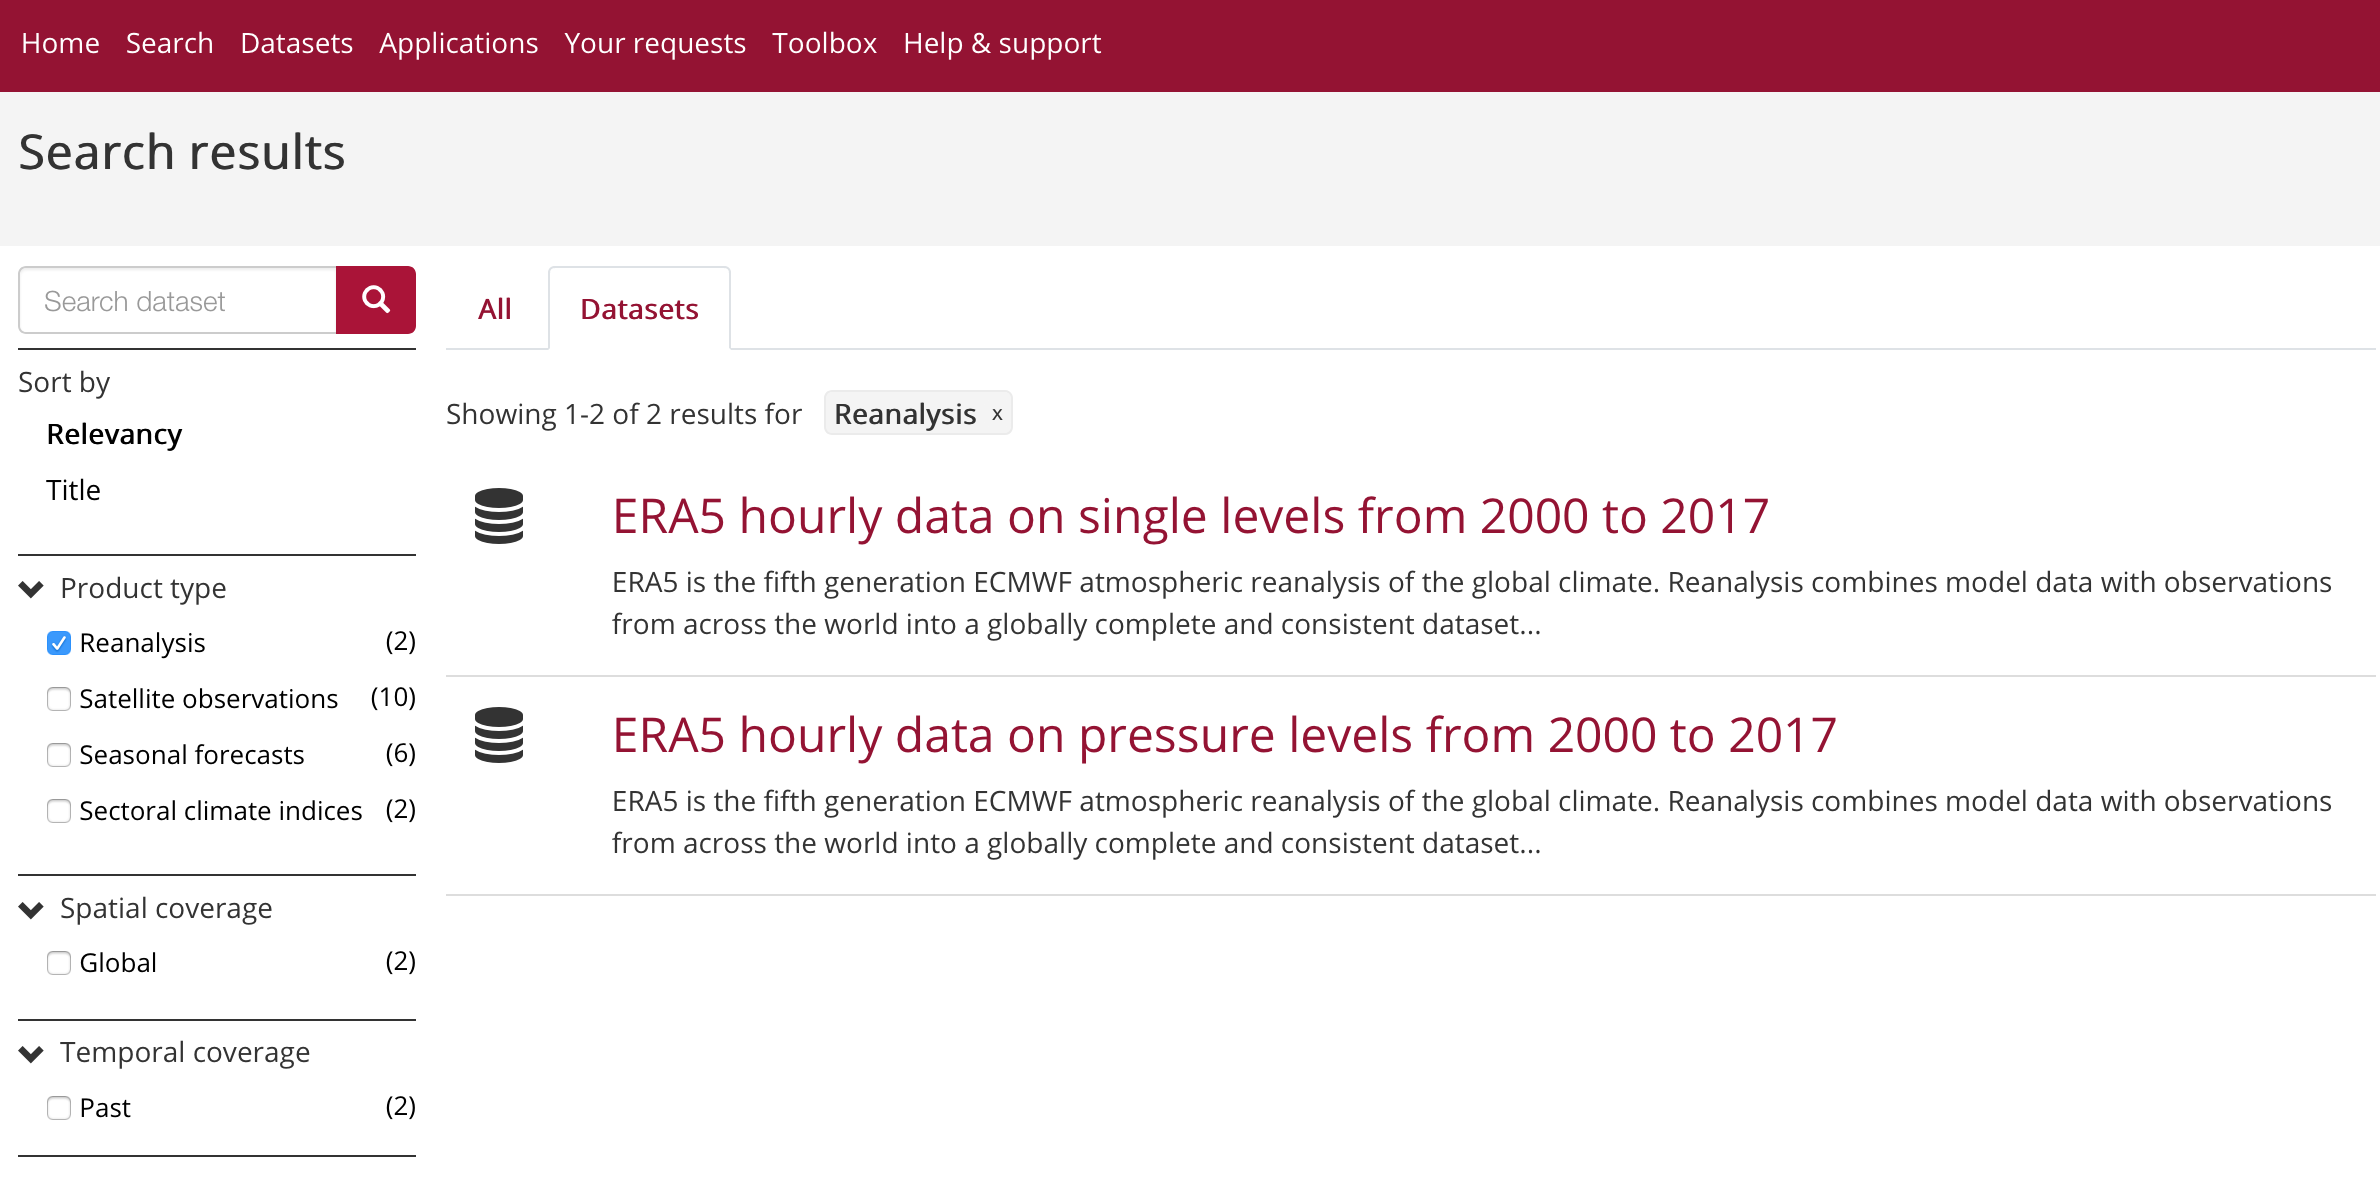 Home Search Datasets Applications Your requests Toolbox Help & support
Search results
Search dataset
Sort by
Relevancy
Title
Product type
Reanalysis (2)
Satellite observations (10)
Seasonal forecasts (6)
Sectoral climate indices (2)
Spatial coverage
Global (2)
Temporal coverage
Past (2)
All Datasets
Showing 1-2 of 2 results for Reanalysis x
ERA5 hourly data on single levels from 2000 to 2017
ERA5 is the fifth generation ECMWF atmospheric reanalysis of the global climate. Reanalysis combines model data with observations
from across the world into a globally complete and consistent dataset...
ERA5 hourly data on pressure levels from 2000 to 2017
ERA5 is the fifth generation ECMWF atmospheric reanalysis of the global climate. Reanalysis combines model data with observations
from across the world into a globally complete and consistent dataset...